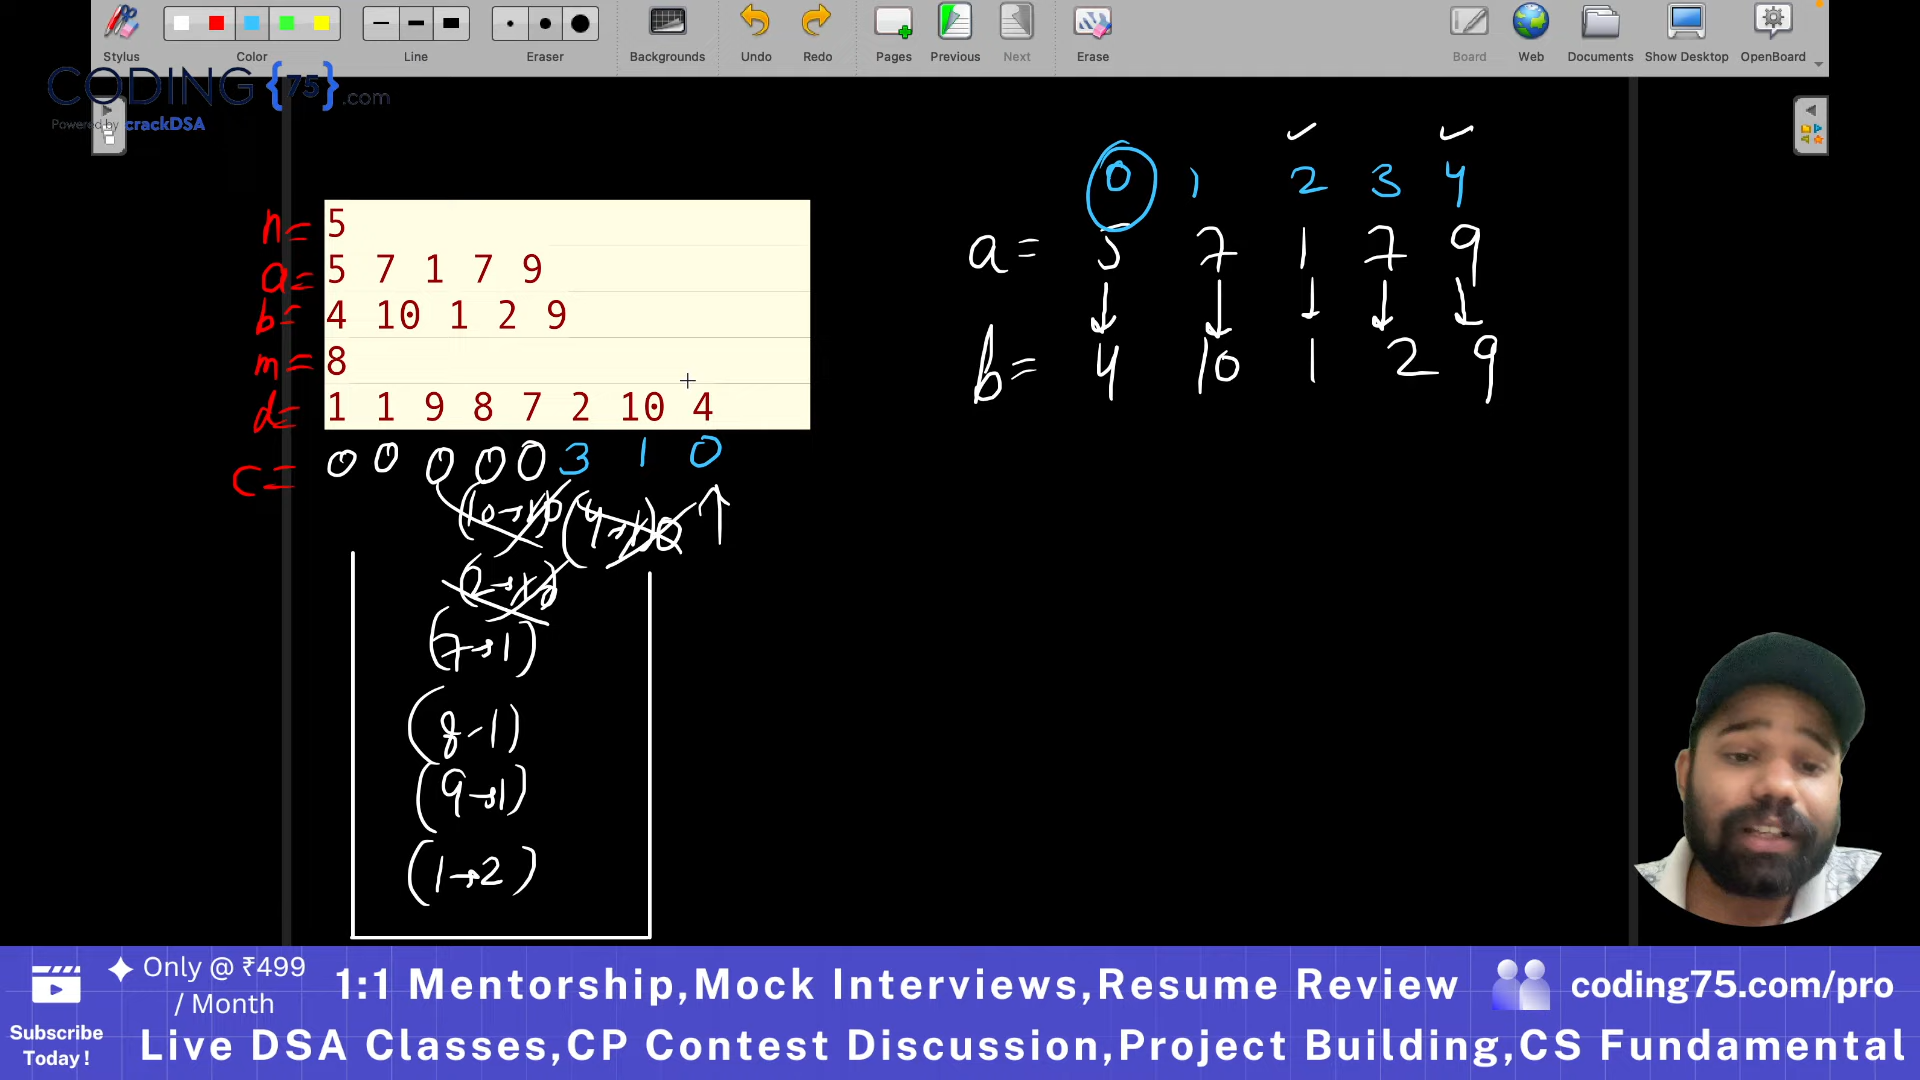 Stylus Color Line Eraser Backgrounds Undo Redo Pages Previous Next Erase Board Web Documents Show Desktop OpenBoard
CODING {75} .com
Powered by crackDSA
0 1 2 3 4
a= 5 7 1 7 9
b= 4 10 1 2 9
n= 5
a= 5 7 1 7 9
b= 4 10 1 2 9
m= 8
d= 1 1 9 8 7 2 10 4
c= 0 0 0 0 0 3 1 0
(7→1)
(8-1)
(9→1)
(1→2)
Only @ ₹499
/ Month
Subscribe
Today !
1:1 Mentorship,Mock Interviews,Resume Review
coding75.com/pro
Live DSA Classes,CP Contest Discussion,Project Building,CS Fundamental